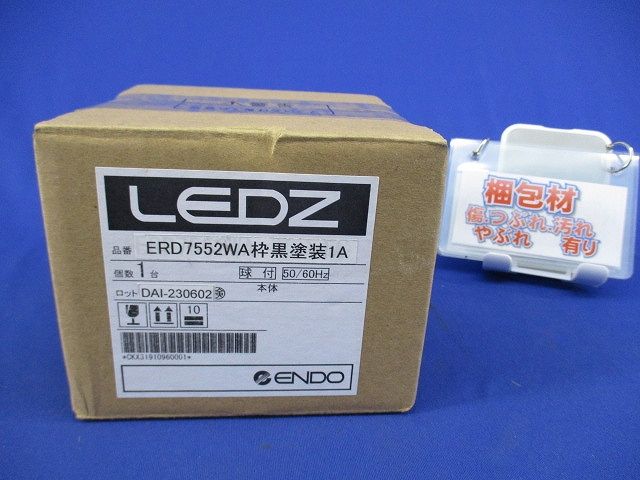 LEDZ
品番 ERD7552WA枠黒塗装1A
個数 1台 球付 50/60Hz
ロット DAI-230602 本体
10
*CKX31910960001*
ENDO
梱包材
傷,つぶれ,汚れ
やぶれ 有り